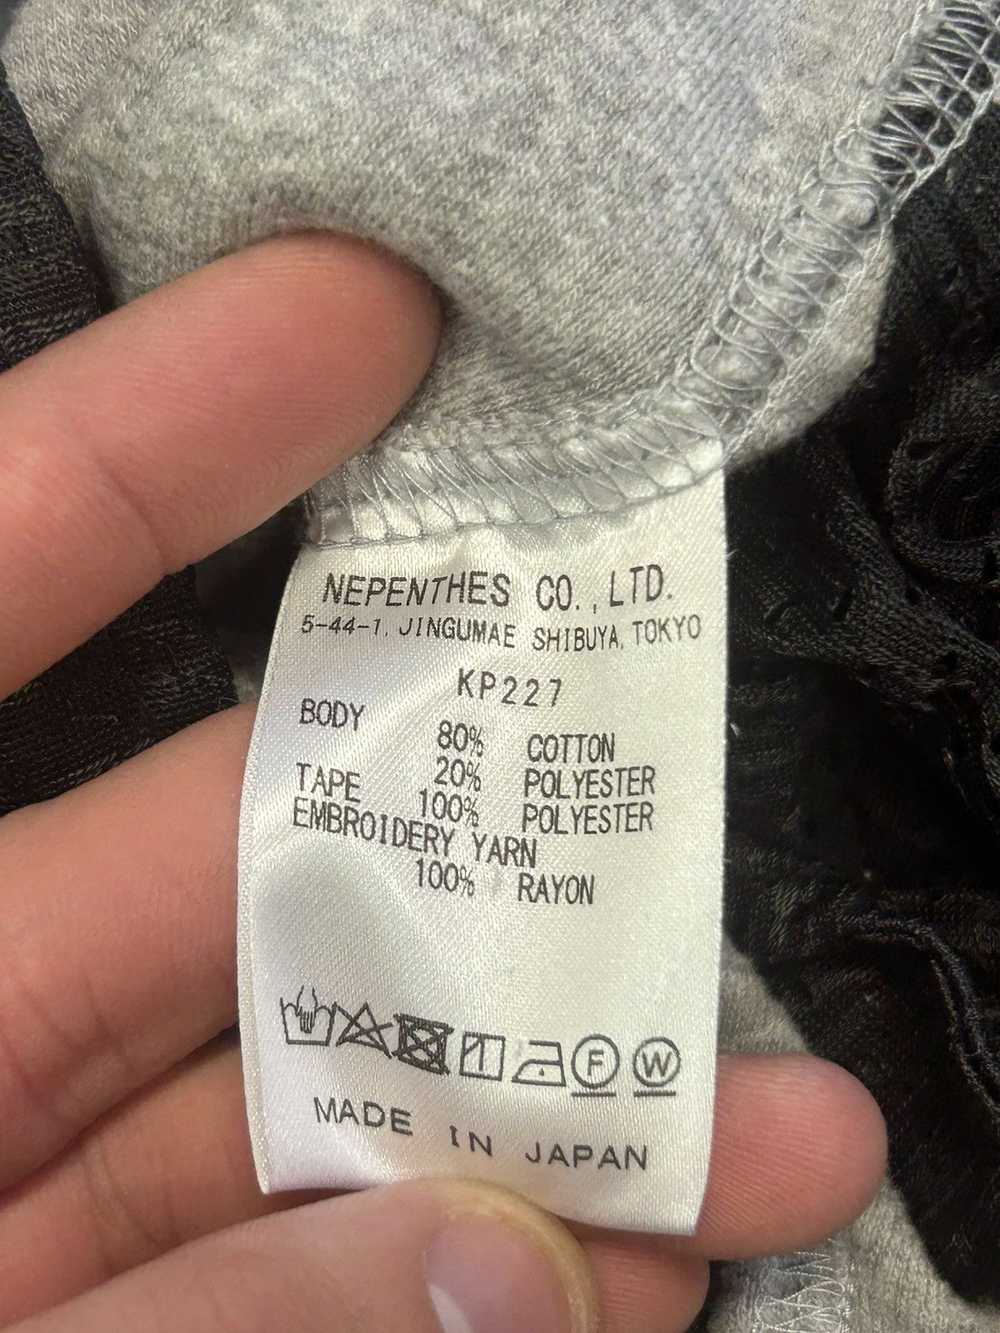 NEPENTHES CO.,LTD.
5-44-1, JINGUMAE SHIBUYA, TOKYO
KP227
BODY
80% COTTON
20% POLYESTER
TAPE
100% POLYESTER
EMBROIDERY YARN
100% RAYON
F W
MADE IN JAPAN